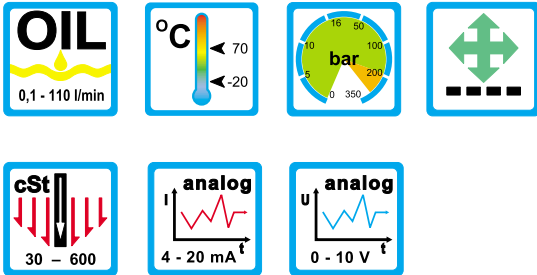 OIL
0,1 - 110 l/min
°C
70
-20
16 50
10 100
bar
5 200
0 350
cSt
30 – 600
analog
I
t
4 - 20 mA
analog
U
t
0 - 10 V